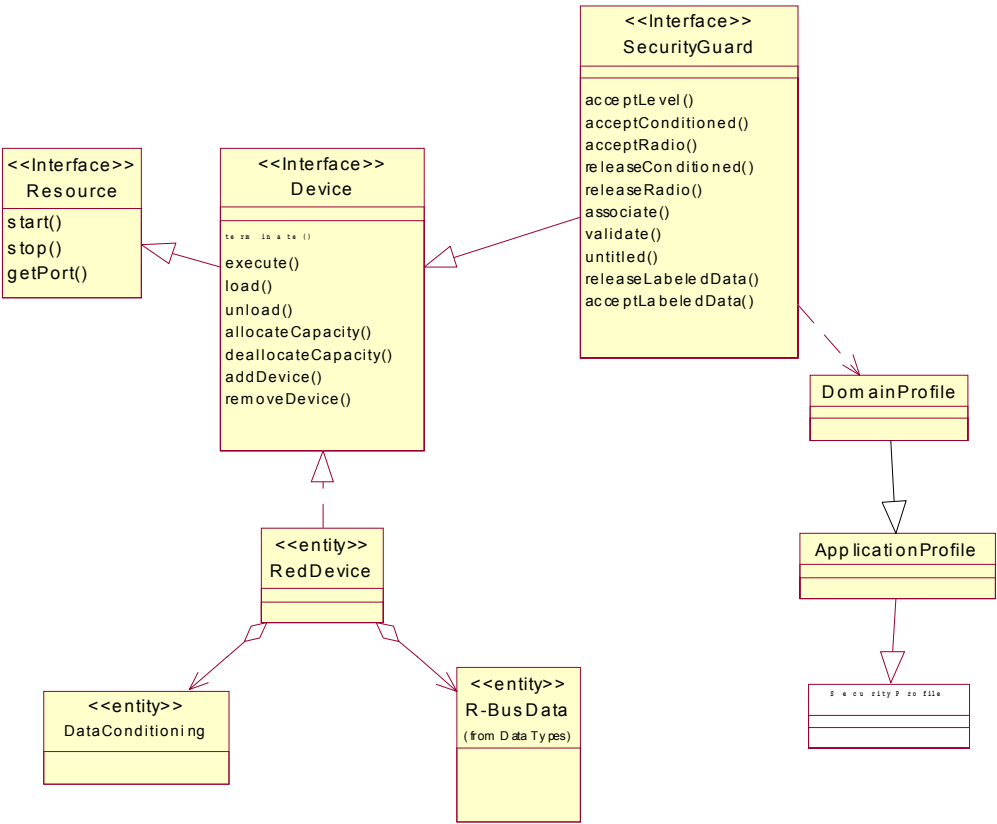 <<Interface>>
SecurityGuard
acceptLevel()
acceptConditioned()
acceptRadio()
releaseConditioned()
releaseRadio()
associate()
validate()
untitled()
releaseLabeledData()
acceptLabeledData()
<<Interface>>
Resource
start()
stop()
getPort()
<<Interface>>
Device
terminate()
execute()
load()
unload()
allocateCapacity()
deallocateCapacity()
addDevice()
removeDevice()
DomainProfile
<<entity>>
RedDevice
ApplicationProfile
<<entity>>
DataConditioning
<<entity>>
R-BusData
(from Data Types)
SecurityProfile